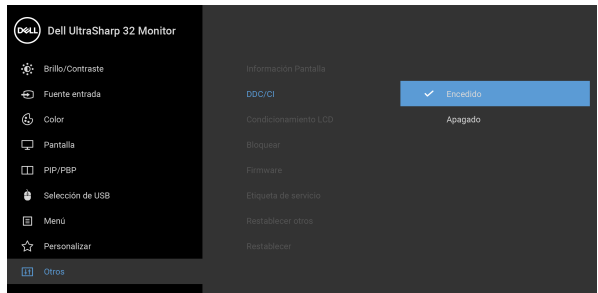 DELL Dell UltraSharp 32 Monitor
Brillo/Contraste
Fuente entrada
Color
Pantalla
PIP/PBP
Selección de USB
Menú
Personalizar
Otros
Información Pantalla
DDC/CI
Condicionamiento LCD
Bloquear
Firmware
Etiqueta de servicio
Restablecer otros
Restablecer
Encedido
Apagado